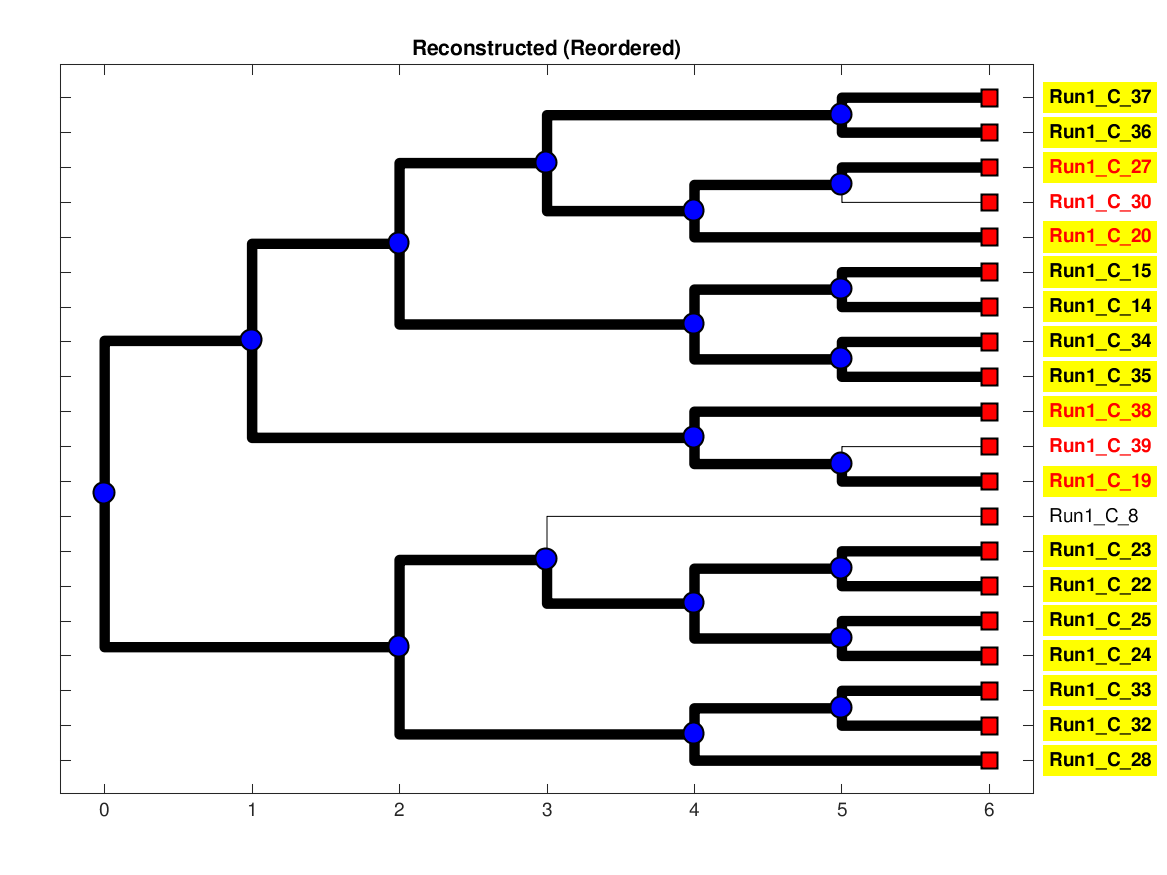 Reconstructed (Reordered)
Run1_C_37
Run1_C_36
Run1_C_27
Run1_C_30
Run1_C_20
Run1_C_15
Run1_C_14
Run1_C_34
Run1_C_35
Run1_C_38
Run1_C_39
Run1_C_19
Run1_C_8
Run1_C_23
Run1_C_22
Run1_C_25
Run1_C_24
Run1_C_33
Run1_C_32
Run1_C_28
0 1 2 3 4 5 6